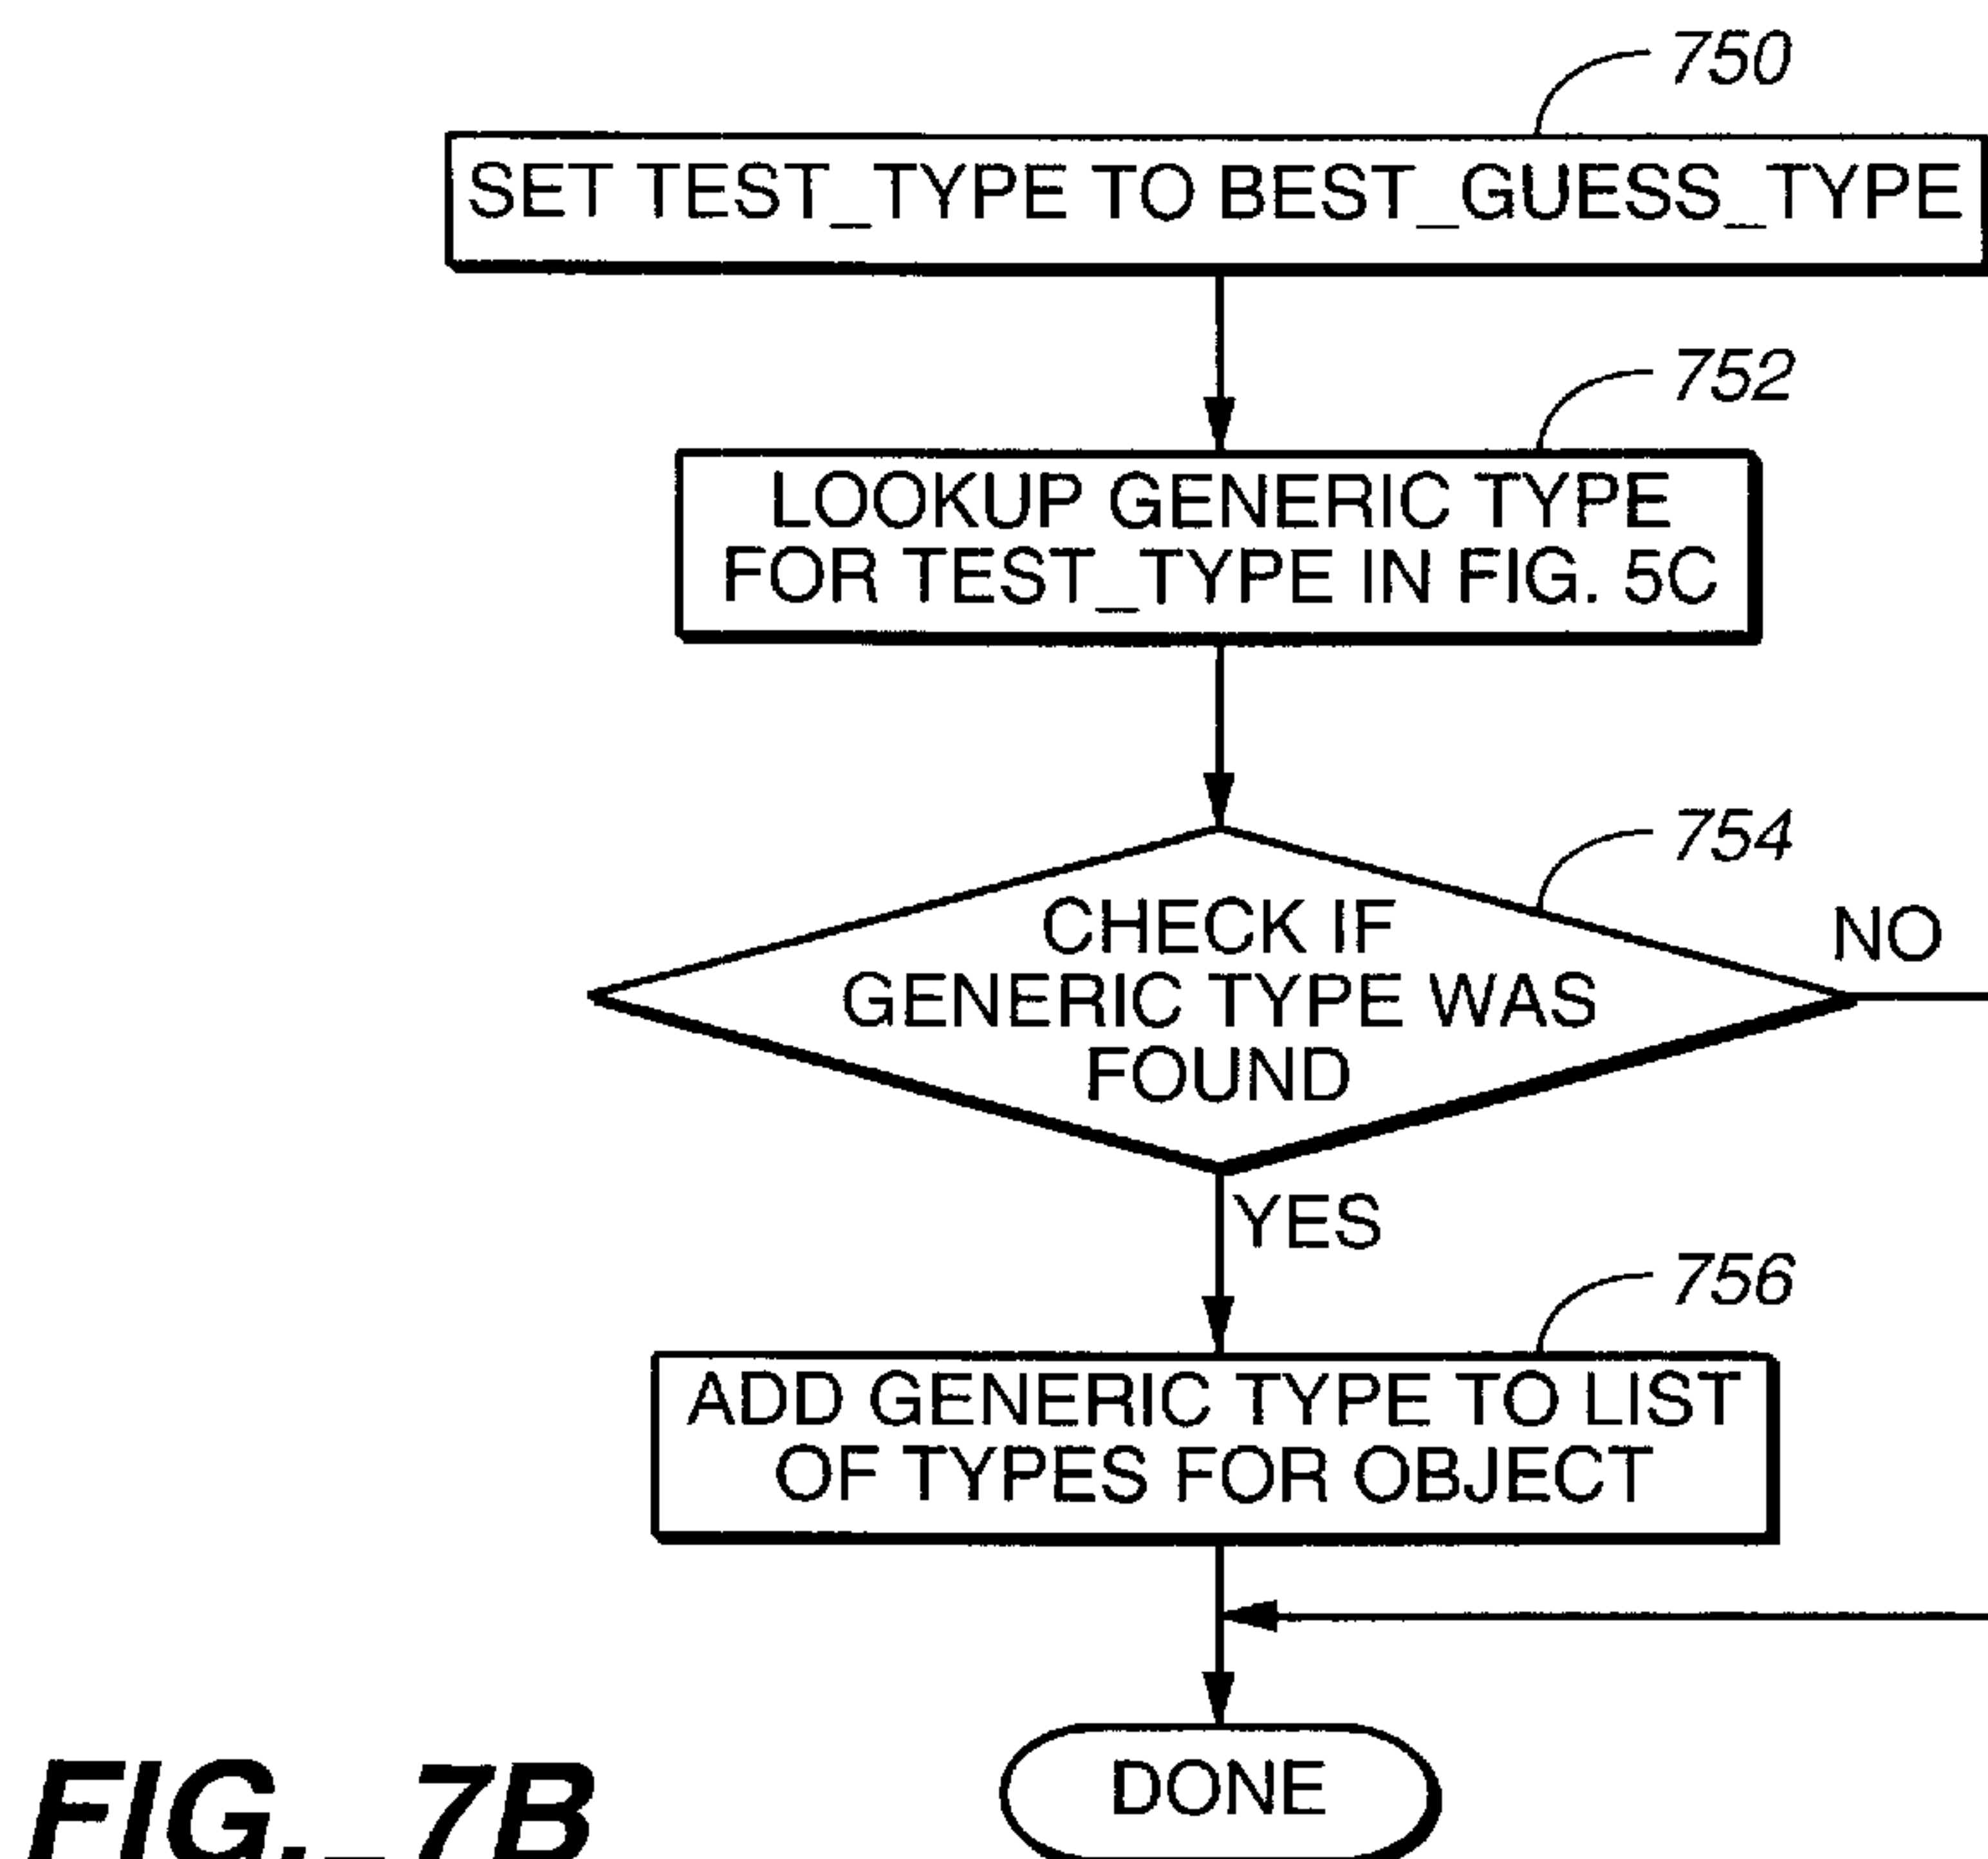 750
SET TEST_TYPE TO BEST_GUESS_TYPE
752
LOOKUP GENERIC TYPE
FOR TEST_TYPE IN FIG. 5C
754
CHECK IF
GENERIC TYPE WAS
FOUND
NO
YES
756
ADD GENERIC TYPE TO LIST
OF TYPES FOR OBJECT
DONE
FIG._7B